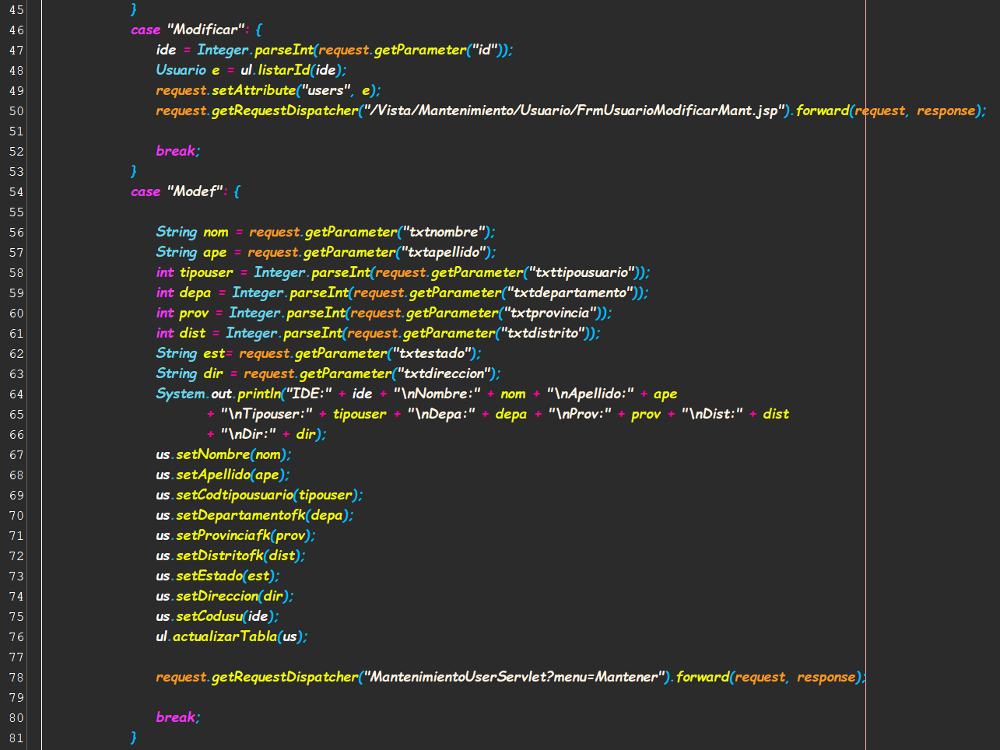 45 }
46 case "Modificar": {
47 ide = Integer.parseInt(request.getParameter("id"));
48 Usuario e = ul.listarId(ide);
49 request.setAttribute("users", e);
50 request.getRequestDispatcher("/Vista/Mantenimiento/Usuario/FrmUsuarioModificarMant.jsp").forward(request, response);
51
52 break;
53 }
54 case "Modef": {
55
56 String nom = request.getParameter("txtnombre");
57 String ape = request.getParameter("txtapellido");
58 int tipouser = Integer.parseInt(request.getParameter("txttipousuario"));
59 int depa = Integer.parseInt(request.getParameter("txtdepartamento"));
60 int prov = Integer.parseInt(request.getParameter("txtprovincia"));
61 int dist = Integer.parseInt(request.getParameter("txtdistrito"));
62 String est= request.getParameter("txtestado");
63 String dir = request.getParameter("txtdireccion");
64 System.out.println("IDE:" + ide + "\nNombre:" + nom + "\nApellido:" + ape
65 + "\nTipouser:" + tipouser + "\nDepa:" + depa + "\nProv:" + prov + "\nDist:" + dist
66 + "\nDir:" + dir);
67 us.setNombre(nom);
68 us.setApellido(ape);
69 us.setCodtipousuario(tipouser);
70 us.setDepartamentofk(depa);
71 us.setProvinciafk(prov);
72 us.setDistritofk(dist);
73 us.setEstado(est);
74 us.setDireccion(dir);
75 us.setCodusu(ide);
76 ul.actualizarTabla(us);
77
78 request.getRequestDispatcher("MantenimientoUserServlet?menu=Mantener").forward(request, response);
79
80 break;
81 }